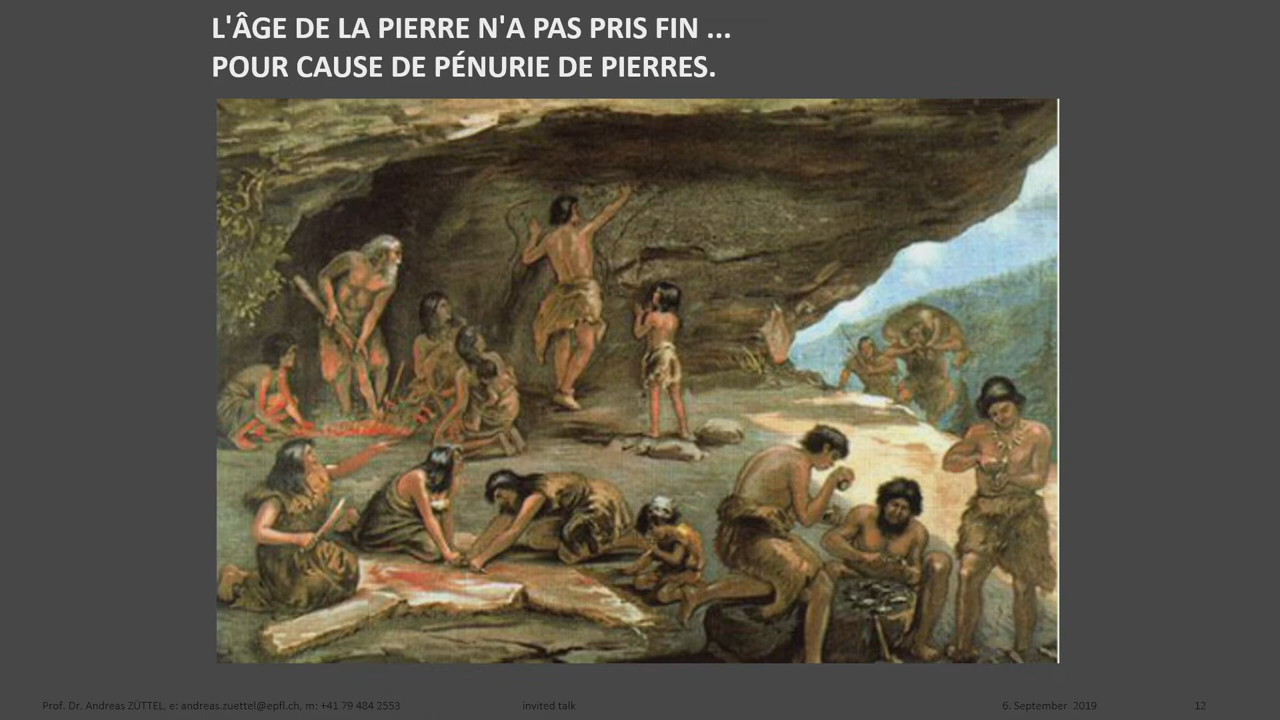 L'ÂGE DE LA PIERRE N'A PAS PRIS FIN ...
POUR CAUSE DE PÉNURIE DE PIERRES.
Prof. Dr. Andreas ZÜTTEL, e: andreas.zuettel@epfl.ch, m: +41 79 484 2553 invited talk 6. September 2019 12